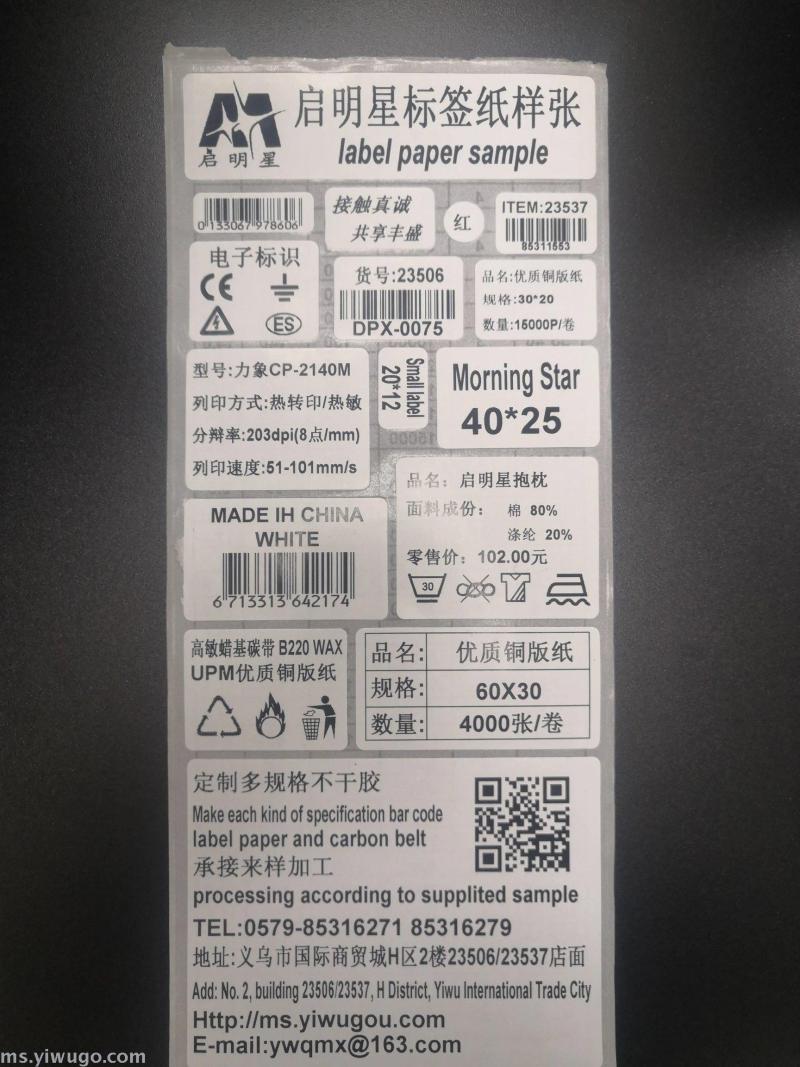 启明星标签纸样张
启明星
label paper sample
0 133067 978606
接触真诚
共享丰盛
红
ITEM:23537
85311553
电子标识
CE
ES
货号:23506
DPX-0075
品名:优质铜版纸
规格:30*20
数量:15000P/卷
型号:力象CP-2140M
列印方式:热转印/热敏
分辩率:203dpi(8点/mm)
列印速度:51-101mm/s
Small label
20*12
Morning Star
40*25
MADE IH CHINA
WHITE
6 713313 642174
品名: 启明星抱枕
面料成份: 棉 80%
涤纶 20%
零售价: 102.00元
30
高敏蜡基碳带 B220 WAX
UPM优质铜版纸
品名: 优质铜版纸
规格: 60X30
数量: 4000张/卷
定制多规格不干胶
Make each kind of specification bar code
label paper and carbon belt
承接来样加工
processing according to supplited sample
TEL:0579-85316271 85316279
地址:义乌市国际商贸城H区2楼23506/23537店面
Add: No. 2, building 23506/23537, H District, Yiwu International Trade City
Http://ms.yiwugou.com
E-mail:ywqmx@163.com
ms.yiwugo.com